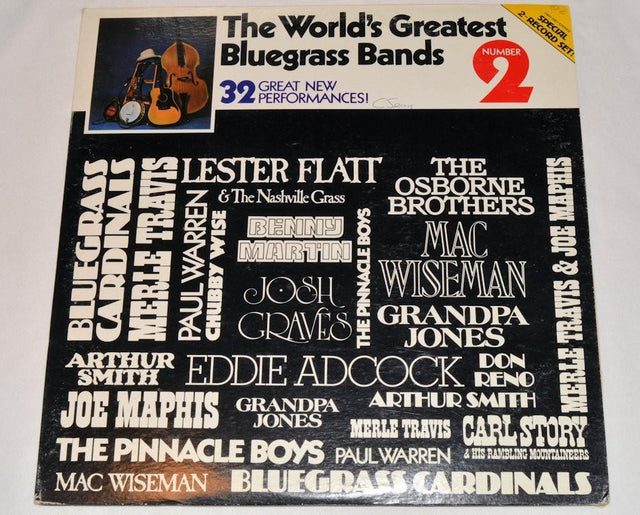 The World's Greatest
Bluegrass Bands
NUMBER
2
32 GREAT NEW
PERFORMANCES!
SPECIAL
2-RECORD SET!
BLUEGRASS
CARDINALS
MERLE TRAVIS
PAUL WARREN
CHUBBY WISE
LESTER FLATT
& The Nashville Grass
BENNY
MARTIN
JOSH
GRAVES
THE PINNACLE BOYS
THE
OSBORNE
BROTHERS
MAC
WISEMAN
GRANDPA
JONES
MERLE TRAVIS & JOE MAPHIS
ARTHUR
SMITH
EDDIE ADCOCK
DON
RENO
JOE MAPHIS
GRANDPA
JONES
ARTHUR SMITH
MERLE TRAVIS
CARL STORY
& HIS RAMBLING MOUNTAINEERS
THE PINNACLE BOYS
PAUL WARREN
MAC WISEMAN
BLUEGRASS CARDINALS